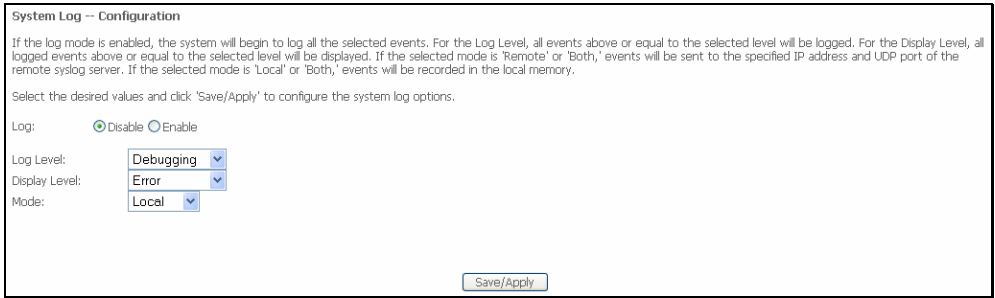 System Log -- Configuration
If the log mode is enabled, the system will begin to log all the selected events. For the Log Level, all events above or equal to the selected level will be logged. For the Display Level, all
logged events above or equal to the selected level will be displayed. If the selected mode is 'Remote' or 'Both,' events will be sent to the specified IP address and UDP port of the
remote syslog server. If the selected mode is 'Local' or 'Both,' events will be recorded in the local memory.
Select the desired values and click 'Save/Apply' to configure the system log options.
Log: Disable Enable
Log Level: Debugging
Display Level: Error
Mode: Local
Save/Apply